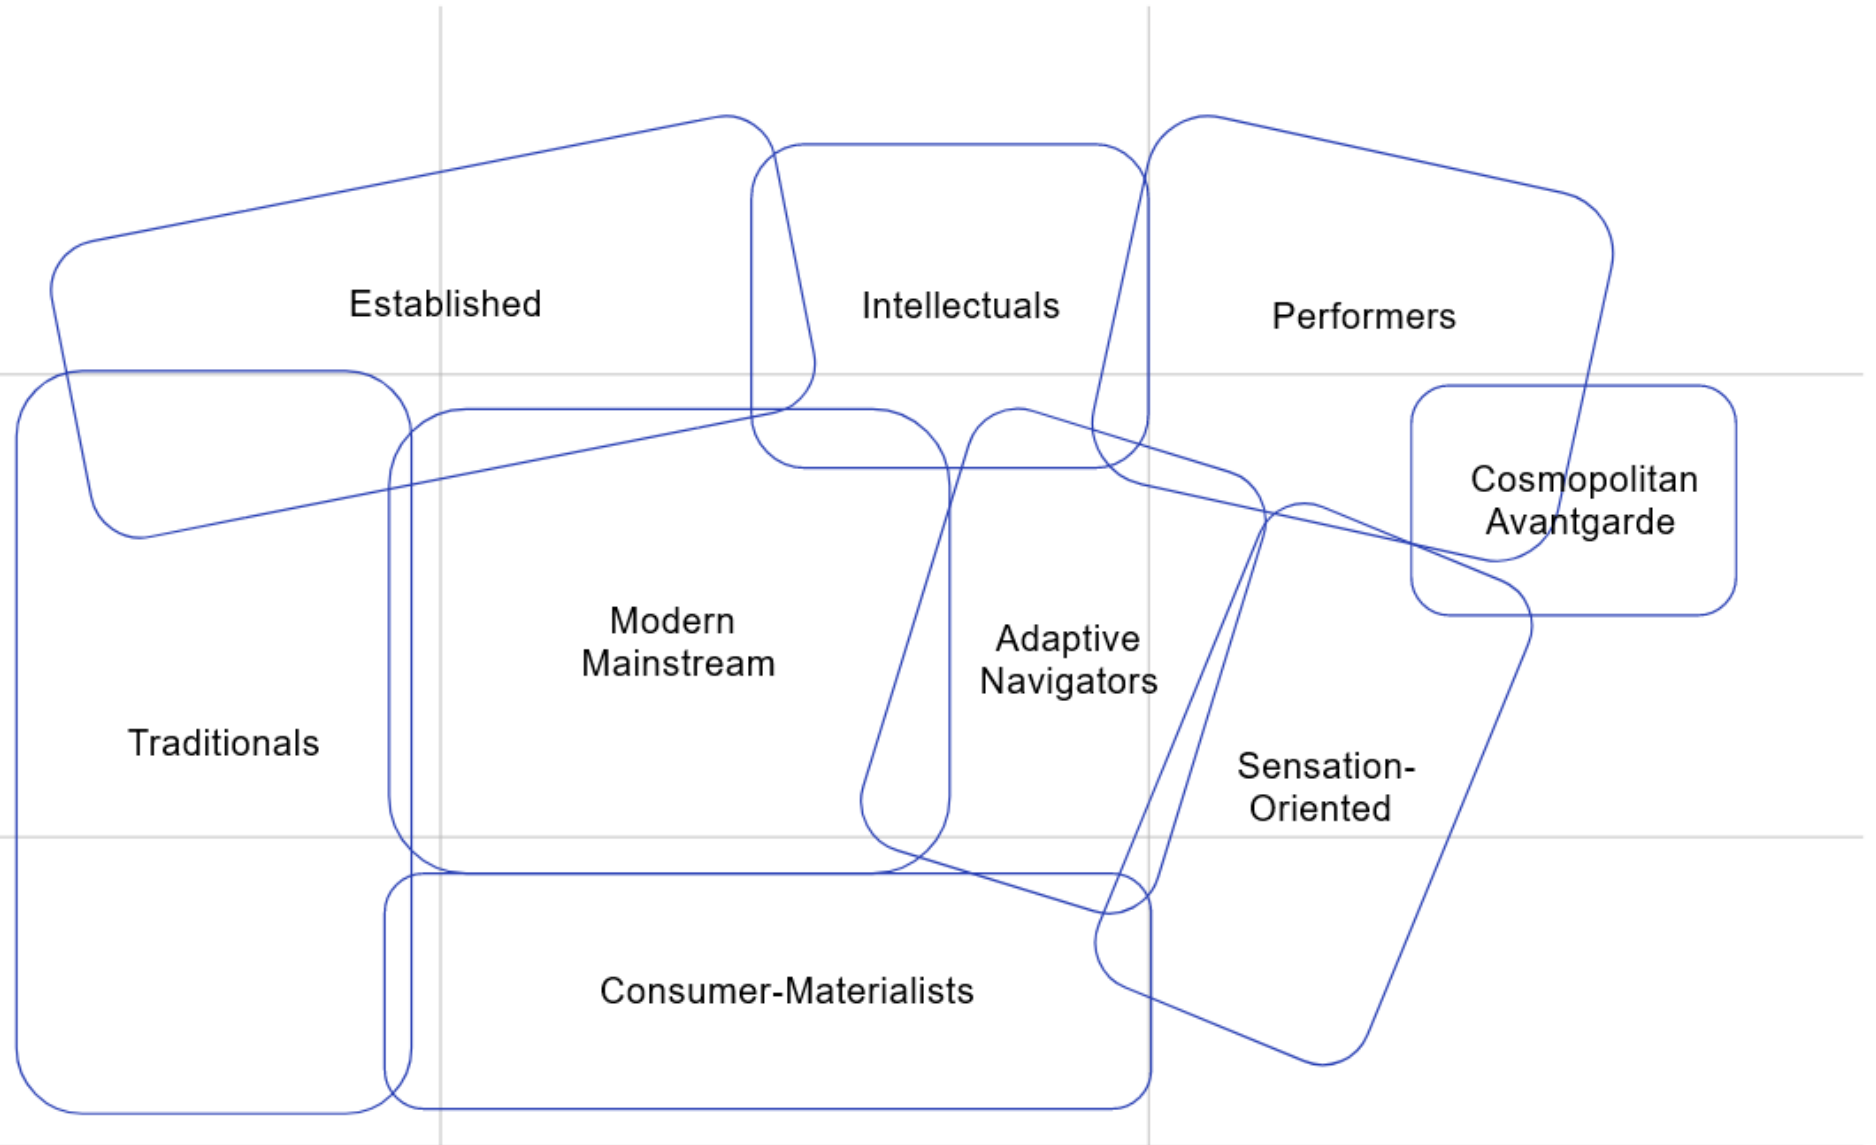 Established
Intellectuals
Performers
Cosmopolitan
Avantgarde
Modern
Mainstream
Adaptive
Navigators
Traditionals
Sensation-
Oriented
Consumer-Materialists